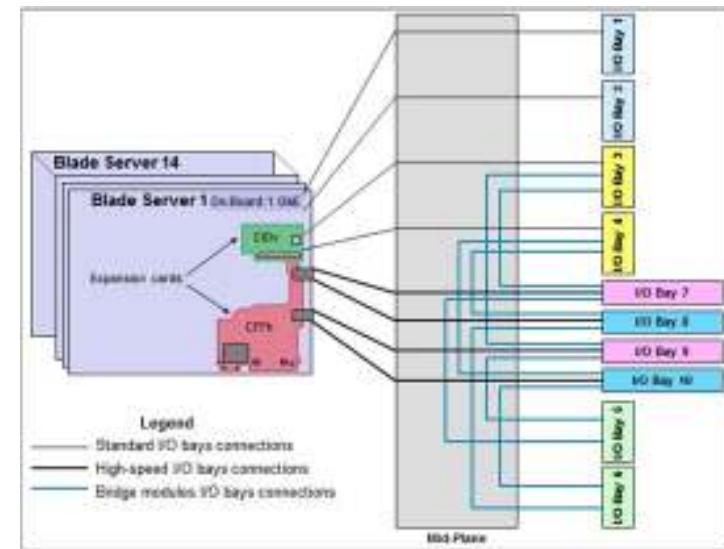 Blade Server 14
Blade Server 1 On-Board 1 GbE
CIOv
Expansion cards
CFFh
Legend
Standard I/O bays connections
High-speed I/O bays connections
Bridge modules I/O bays connections
Mid-Plane
I/O Bay 1
I/O Bay 2
I/O Bay 3
I/O Bay 4
I/O Bay 7
I/O Bay 8
I/O Bay 9
I/O Bay 10
I/O Bay 5
I/O Bay 6